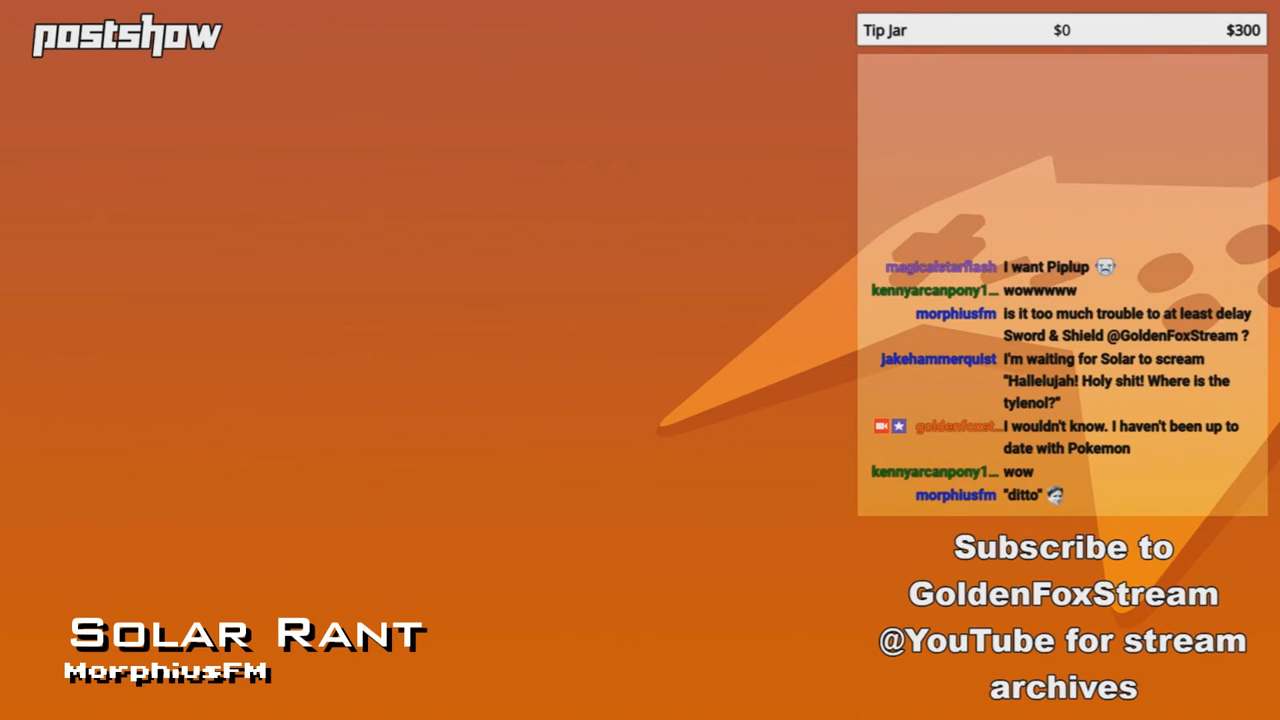 postshow
Tip Jar $0 $300
magicalstarflash I want Piplup
kennyarcanpony1... wowwwww
morphiusfm is it too much trouble to at least delay
Sword & Shield @GoldenFoxStream ?
jakehammerquist I'm waiting for Solar to scream
"Hallelujah! Holy shit! Where is the
tylenol?"
goldenfoxst... I wouldn't know. I haven't been up to
date with Pokemon
kennyarcanpony1... wow
morphiusfm "ditto"
Subscribe to
GoldenFoxStream
@YouTube for stream
archives
Solar Rant
MorphiusFM